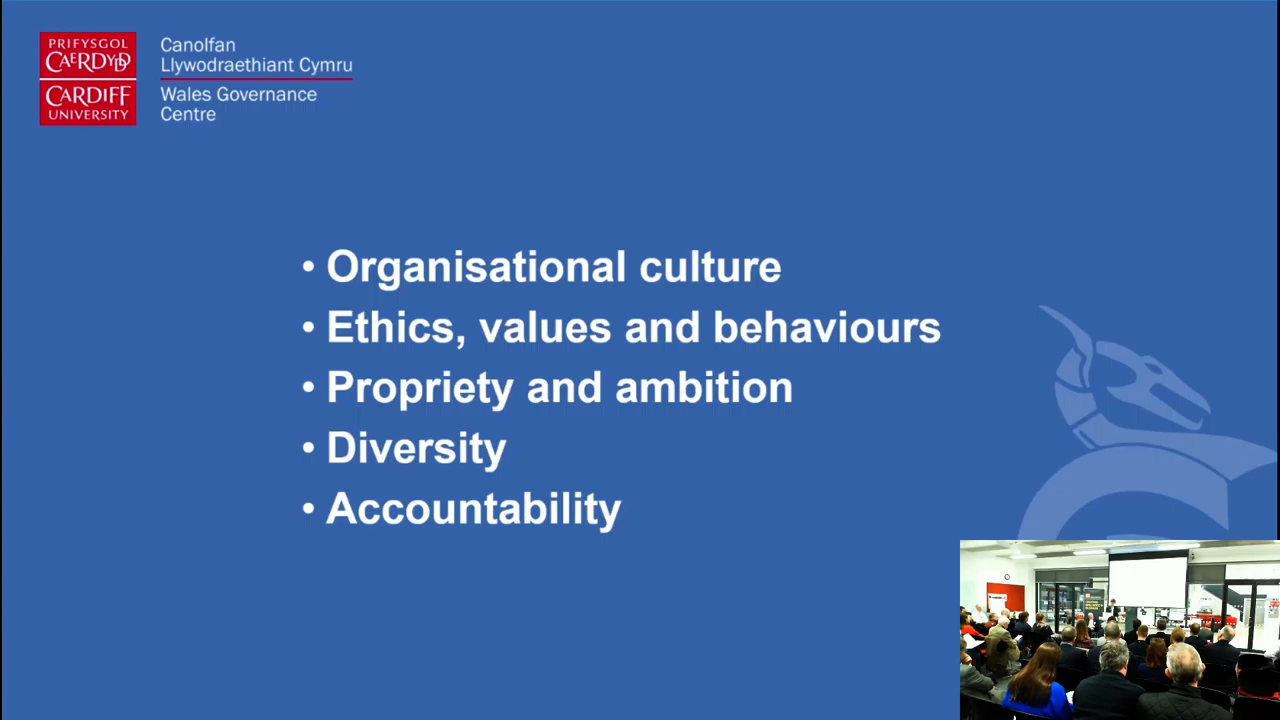 PRIFYSGOL
CAERDYDD
CARDIFF
UNIVERSITY
Canolfan
Llywodraethiant Cymru
Wales Governance
Centre
• Organisational culture
• Ethics, values and behaviours
• Propriety and ambition
• Diversity
• Accountability